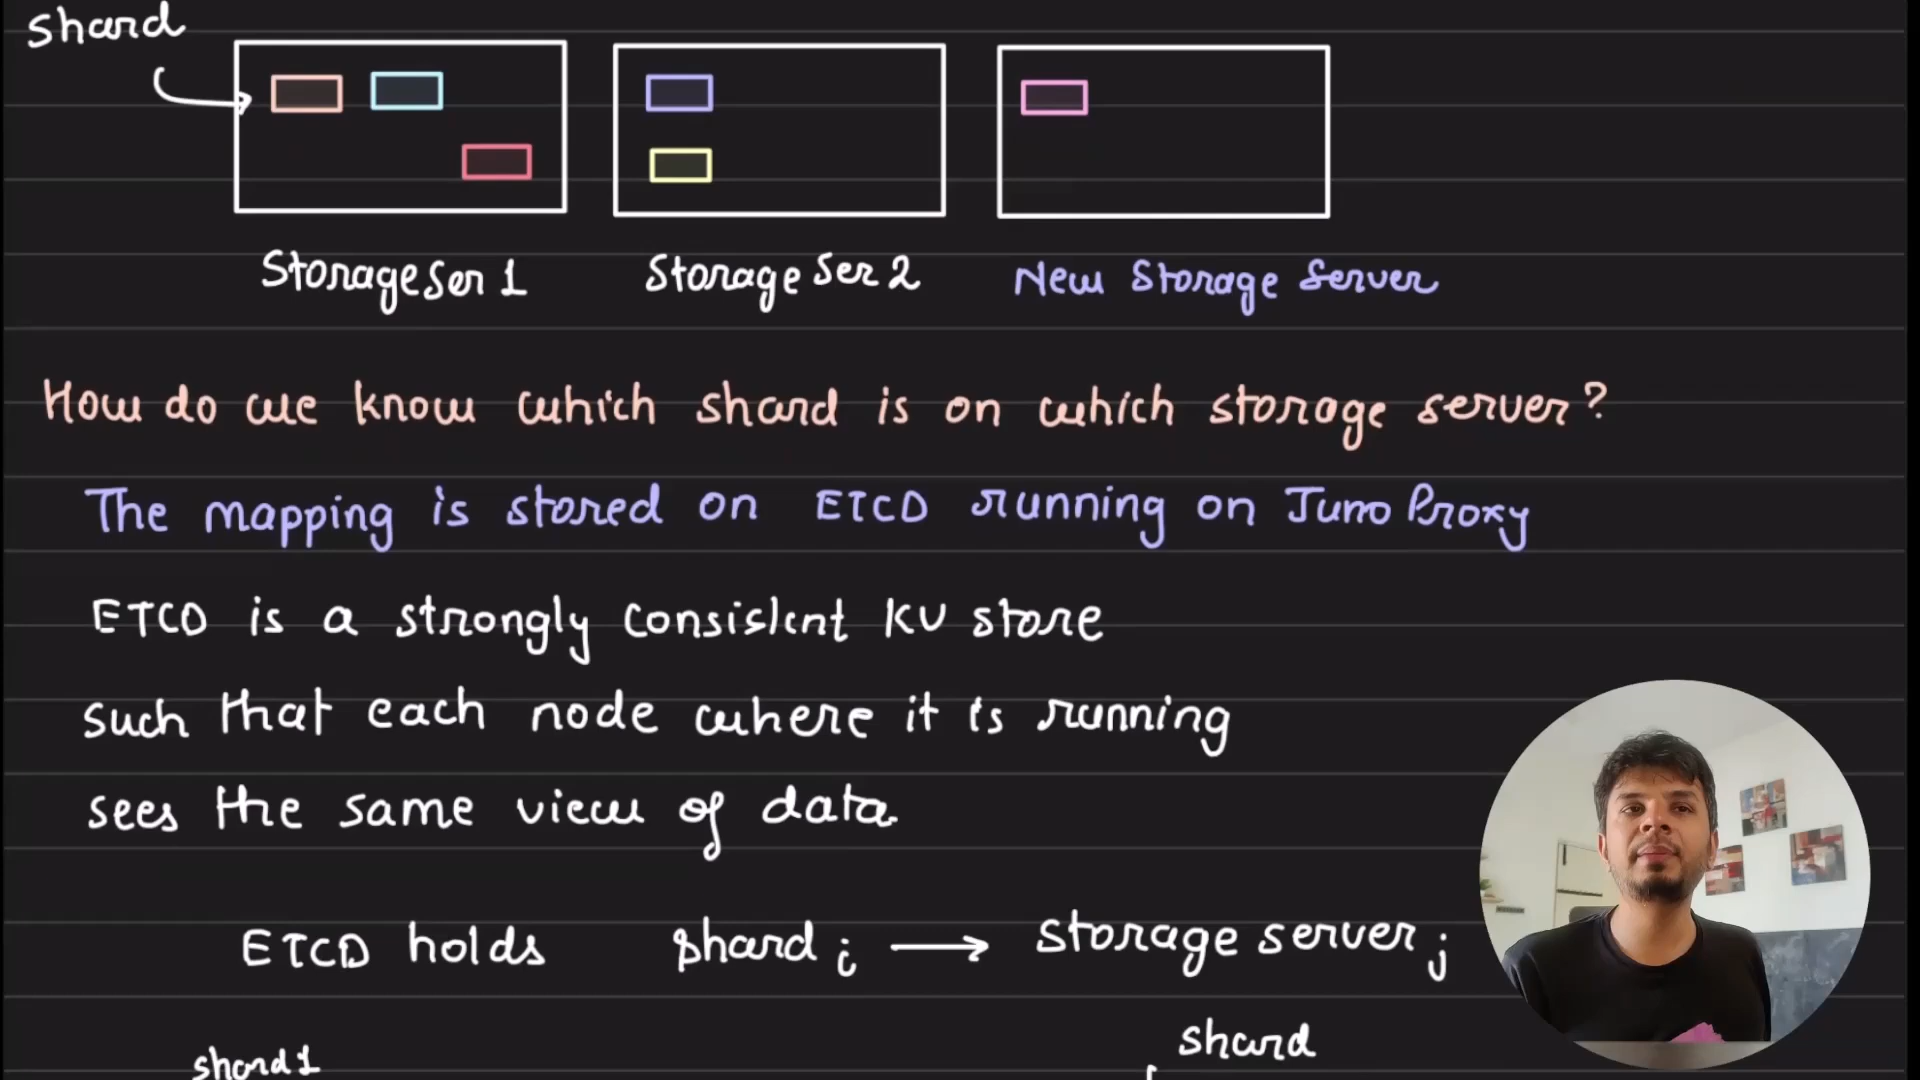 shard
StorageSer 1
Storage Ser 2
New Storage Server
How do we know which shard is on which storage server?
The mapping is stored on ETCD running on Juno Proxy
ETCD is a strongly consistent KV store
such that each node where it is running
sees the same view of data.
ETCD holds shard i → storage server j
shard
shard 1